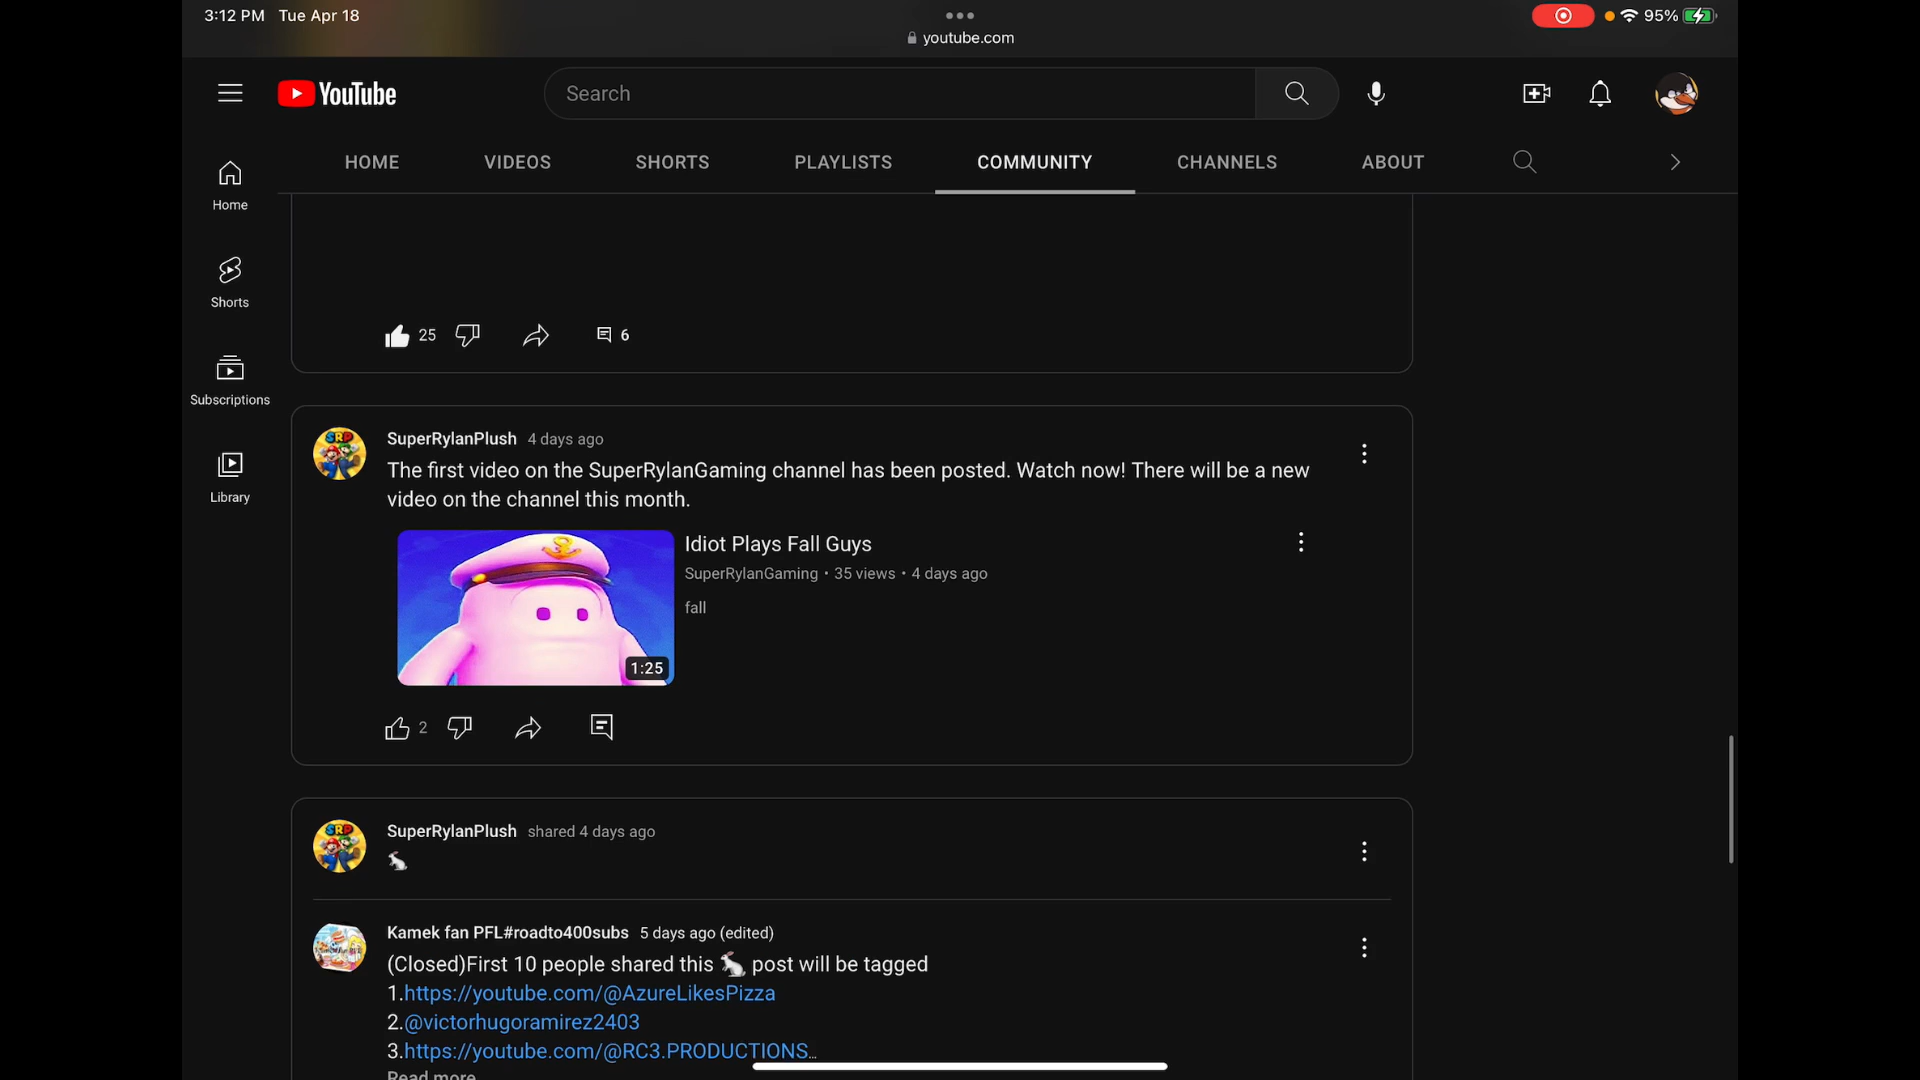 3:12 PM Tue Apr 18
95%
youtube.com
YouTube
Search
HOME VIDEOS SHORTS PLAYLISTS COMMUNITY CHANNELS ABOUT
Home
Shorts
Subscriptions
Library
25 6
SuperRylanPlush 4 days ago
The first video on the SuperRylanGaming channel has been posted. Watch now! There will be a new
video on the channel this month.
1:25
Idiot Plays Fall Guys
SuperRylanGaming • 35 views • 4 days ago
fall
2
SRP
SuperRylanPlush shared 4 days ago
SRP
Kamek fan PFL#roadto400subs 5 days ago (edited)
(Closed)First 10 people shared this 🐇 post will be tagged
1.https://youtube.com/@AzureLikesPizza
2.@victorhugoramirez2403
3.https://youtube.com/@RC3.PRODUCTIONS...
Read more